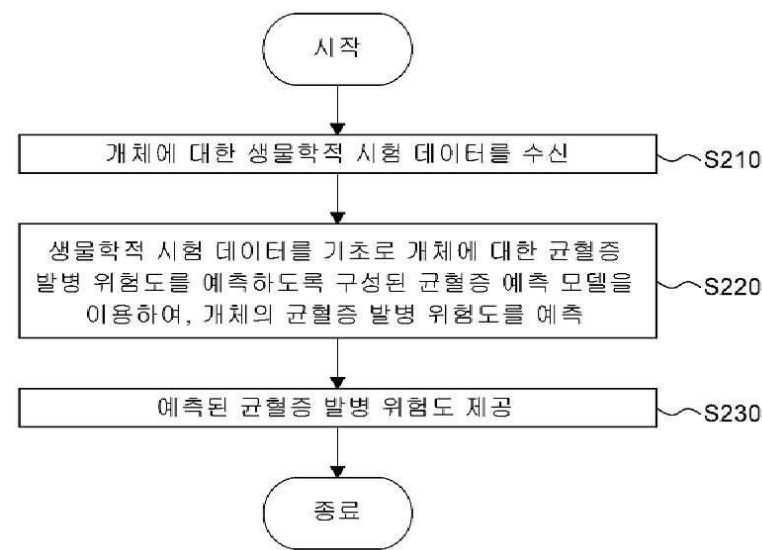 시작
개체에 대한 생물학적 시험 데이터를 수신
S210
생물학적 시험 데이터를 기초로 개체에 대한 균혈증
발병 위험도를 예측하도록 구성된 균혈증 예측 모델을
이용하여, 개체의 균혈증 발병 위험도를 예측
S220
예측된 균혈증 발병 위험도 제공
S230
종료